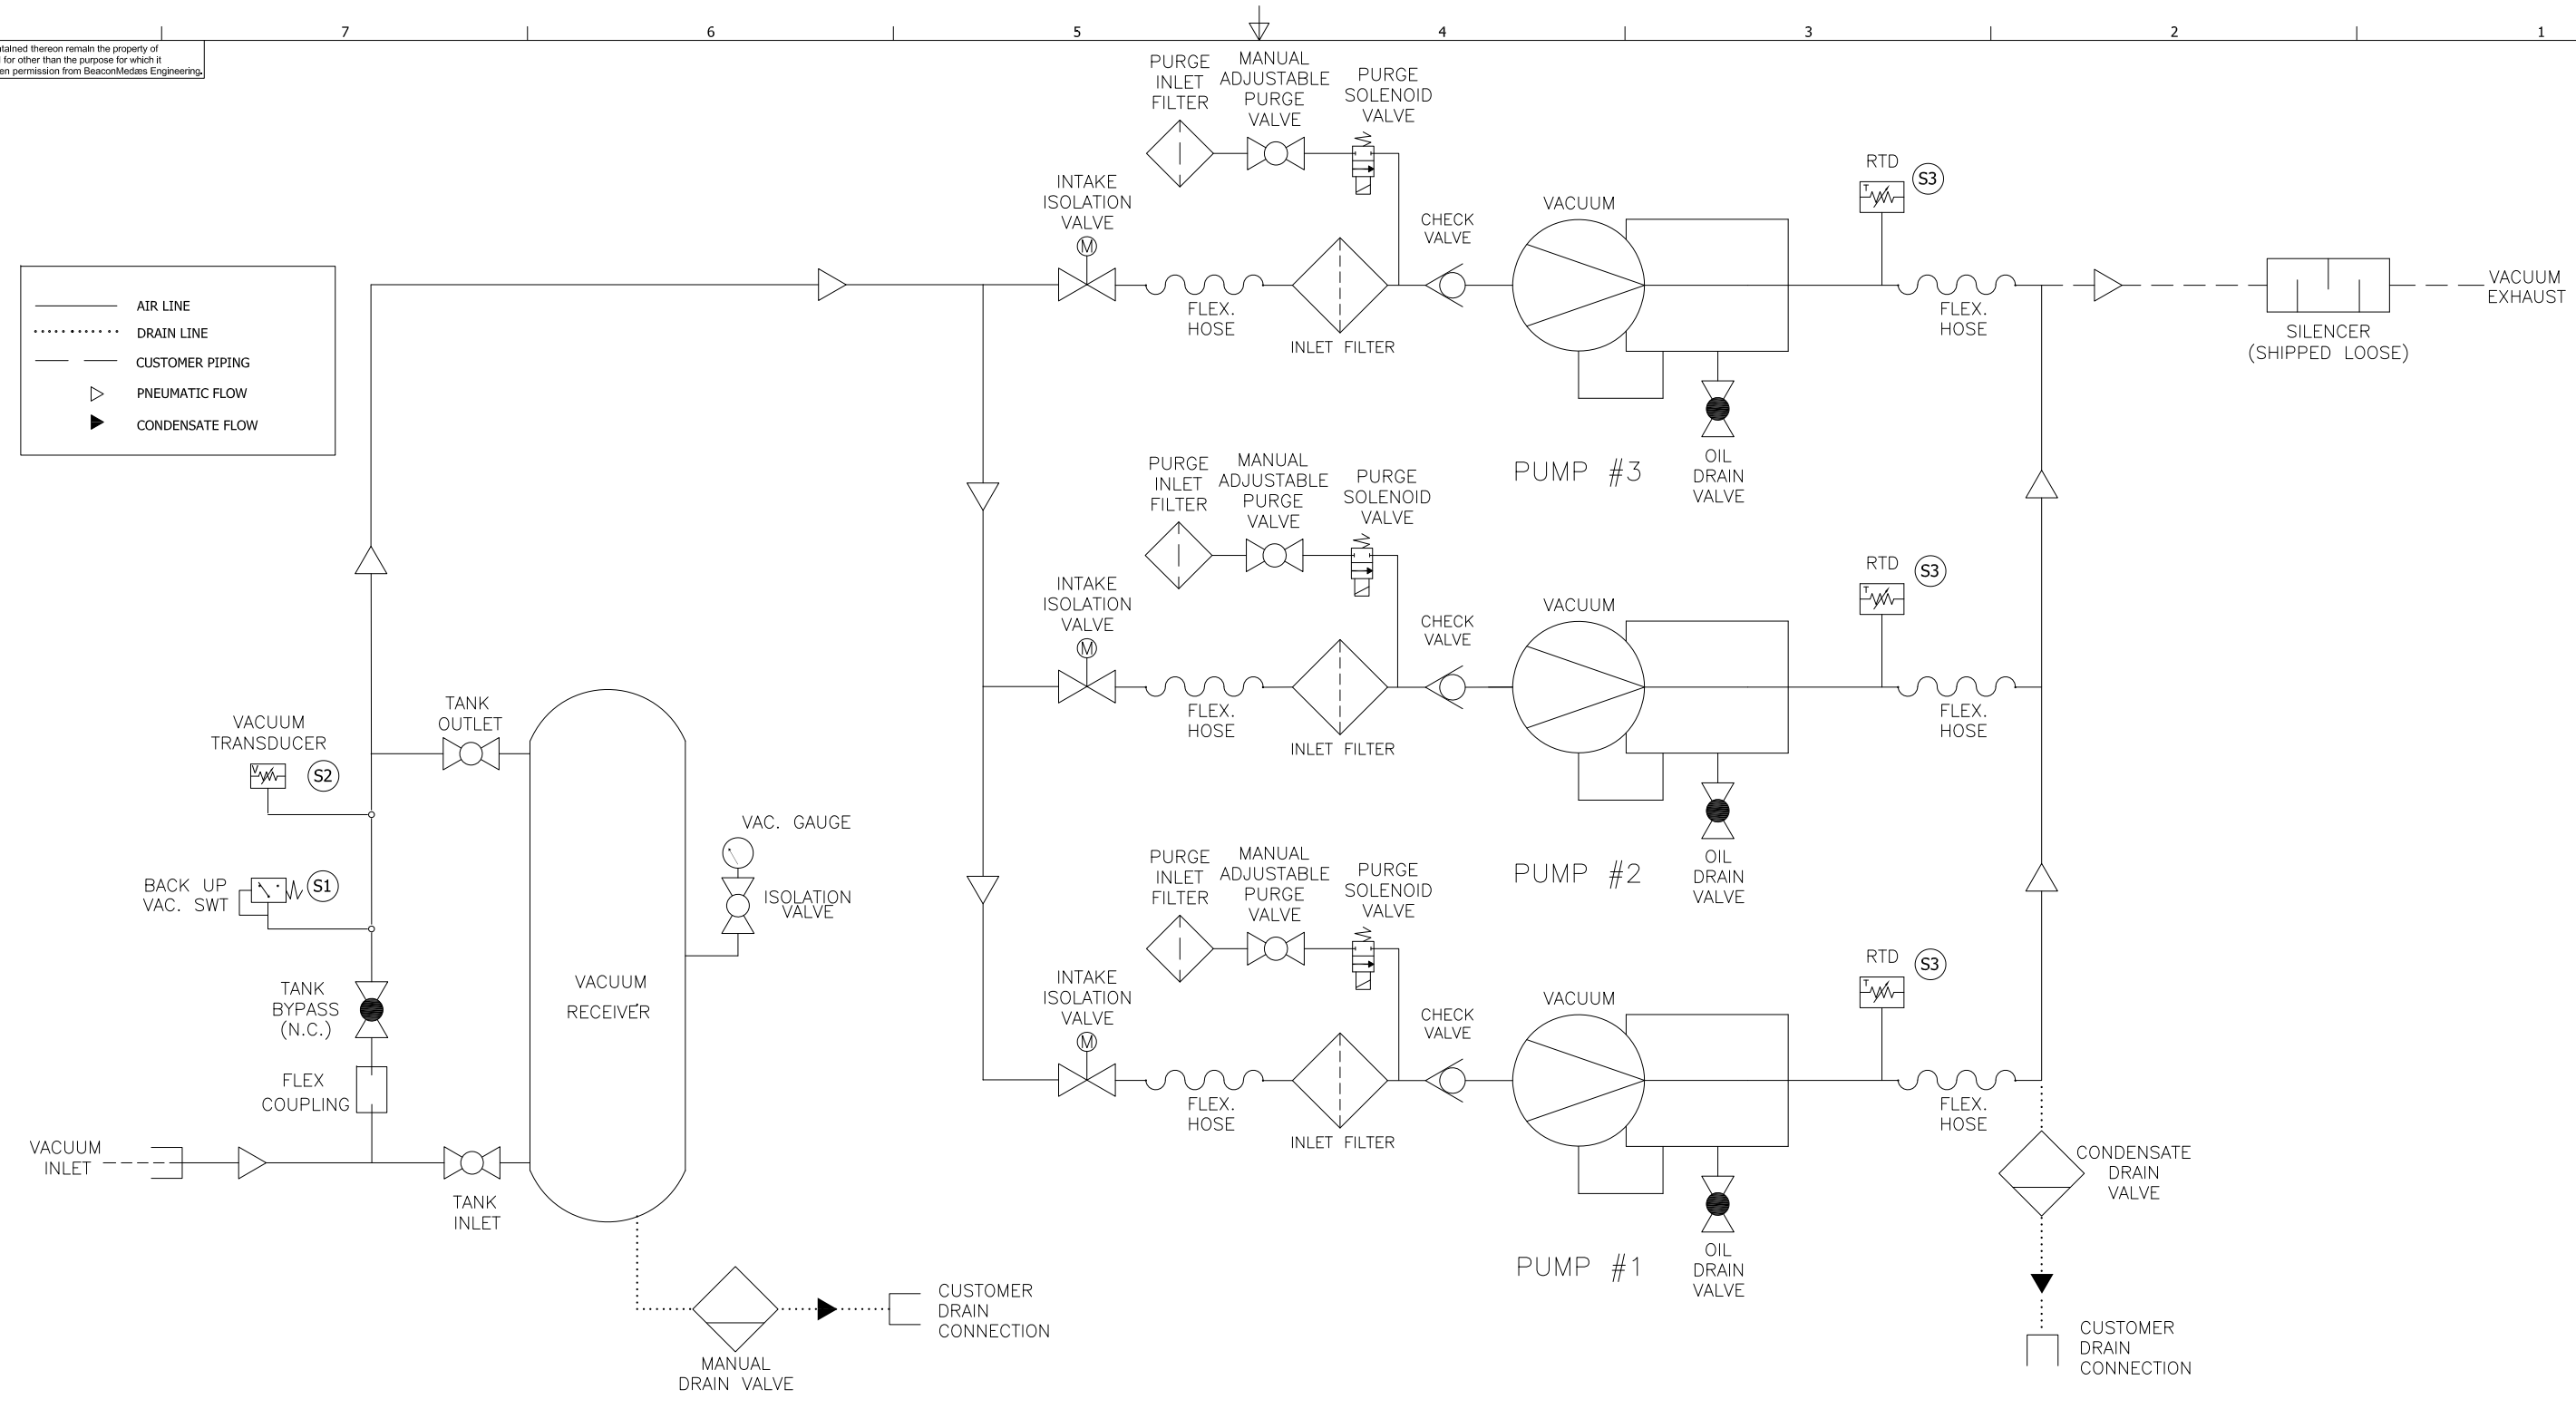 7
6
5
4
3
2
1
ntained thereon remain the property of
for other than the purpose for which it
en permission from BeaconMedæs Engineering.
AIR LINE
DRAIN LINE
CUSTOMER PIPING
PNEUMATIC FLOW
CONDENSATE FLOW
PURGE
INLET
FILTER
MANUAL
ADJUSTABLE
PURGE
VALVE
PURGE
SOLENOID
VALVE
INTAKE
ISOLATION
VALVE
M
FLEX.
HOSE
INLET FILTER
CHECK
VALVE
VACUUM
RTD
T
S3
FLEX.
HOSE
OIL
DRAIN
VALVE
PUMP #3
SILENCER
(SHIPPED LOOSE)
VACUUM
EXHAUST
PURGE
INLET
FILTER
MANUAL
ADJUSTABLE
PURGE
VALVE
PURGE
SOLENOID
VALVE
INTAKE
ISOLATION
VALVE
M
FLEX.
HOSE
INLET FILTER
CHECK
VALVE
VACUUM
RTD
T
S3
FLEX.
HOSE
OIL
DRAIN
VALVE
PUMP #2
PURGE
INLET
FILTER
MANUAL
ADJUSTABLE
PURGE
VALVE
PURGE
SOLENOID
VALVE
INTAKE
ISOLATION
VALVE
M
FLEX.
HOSE
INLET FILTER
CHECK
VALVE
VACUUM
RTD
T
S3
FLEX.
HOSE
OIL
DRAIN
VALVE
PUMP #1
VACUUM
TRANSDUCER
V
S2
TANK
OUTLET
BACK UP
VAC. SWT
S1
VAC. GAUGE
ISOLATION
VALVE
TANK
BYPASS
(N.C.)
VACUUM
RECEIVER
FLEX
COUPLING
VACUUM
INLET
TANK
INLET
MANUAL
DRAIN VALVE
CUSTOMER
DRAIN
CONNECTION
CONDENSATE
DRAIN
VALVE
CUSTOMER
DRAIN
CONNECTION